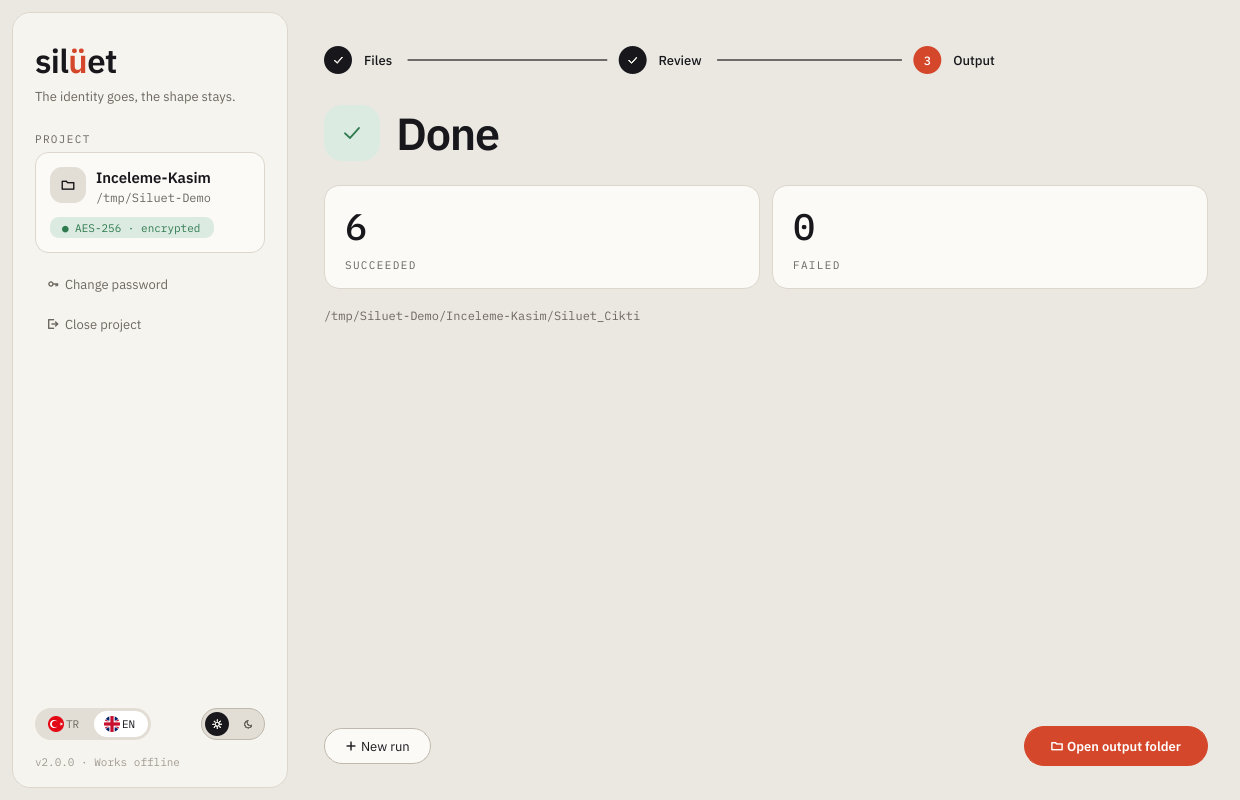 silüet
The identity goes, the shape stays.
PROJECT
Inceleme-Kasim
/tmp/Siluet-Demo
AES-256 · encrypted
Change password
Close project
TR
EN
v2.0.0 · Works offline
Files
Review
3
Output
Done
6
SUCCEEDED
0
FAILED
/tmp/Siluet-Demo/Inceleme-Kasim/Siluet_Cikti
New run
Open output folder